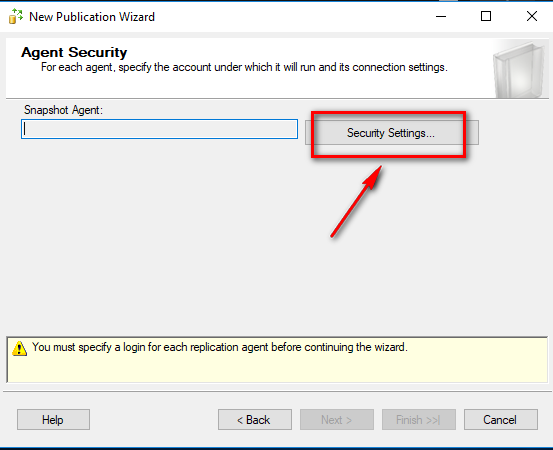 New Publication Wizard
Agent Security
For each agent, specify the account under which it will run and its connection settings.
Snapshot Agent:
Security Settings...
You must specify a login for each replication agent before continuing the wizard.
Help
< Back
Next >
Finish >>|
Cancel